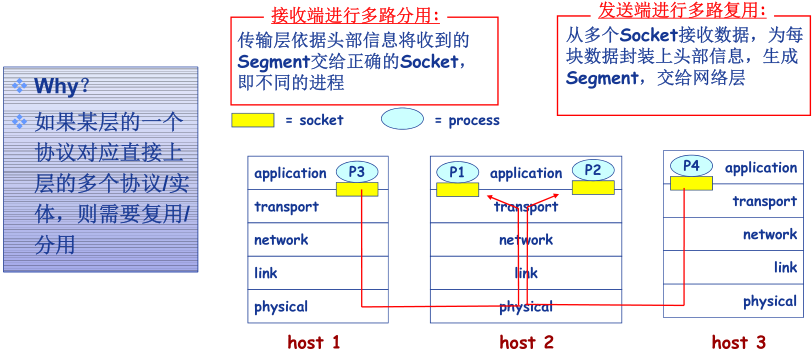 接收端进行多路分用:
传输层依据头部信息将收到的
Segment交给正确的Socket，
即不同的进程
发送端进行多路复用:
从多个Socket接收数据，为每
块数据封装上头部信息，生成
Segment，交给网络层
Why？
如果某层的一个
协议对应直接上
层的多个协议/实
体，则需要复用/
分用
= socket
= process
application
P3
transport
network
link
physical
host 1
P1
application
P2
transport
network
link
physical
host 2
P4
application
transport
network
link
physical
host 3